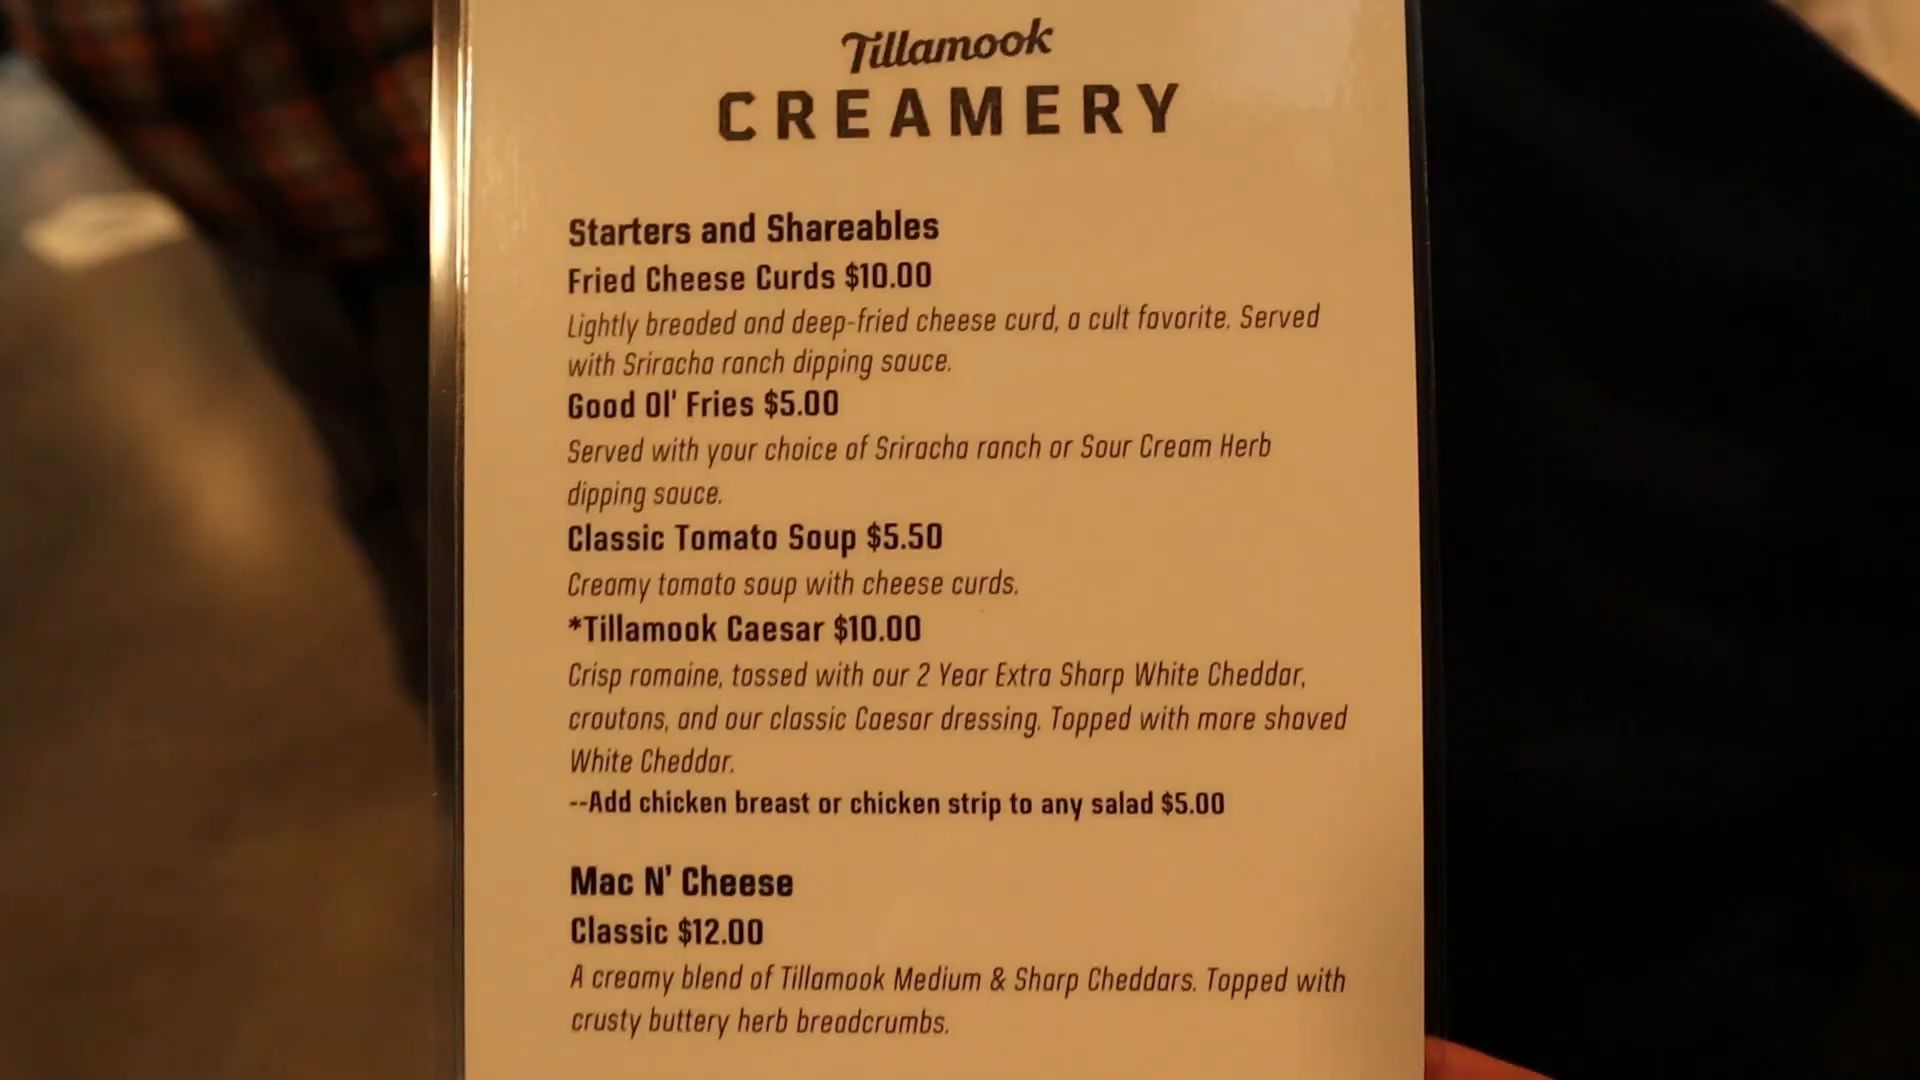 Tillamook
CREAMERY
Starters and Shareables
Fried Cheese Curds $10.00
Lightly breaded and deep-fried cheese curd, a cult favorite. Served
with Sriracha ranch dipping sauce.
Good Ol' Fries $5.00
Served with your choice of Sriracha ranch or Sour Cream Herb
dipping sauce.
Classic Tomato Soup $5.50
Creamy tomato soup with cheese curds.
*Tillamook Caesar $10.00
Crisp romaine, tossed with our 2 Year Extra Sharp White Cheddar,
croutons, and our classic Caesar dressing. Topped with more shaved
White Cheddar.
--Add chicken breast or chicken strip to any salad $5.00
Mac N' Cheese
Classic $12.00
A creamy blend of Tillamook Medium & Sharp Cheddars. Topped with
crusty buttery herb breadcrumbs.